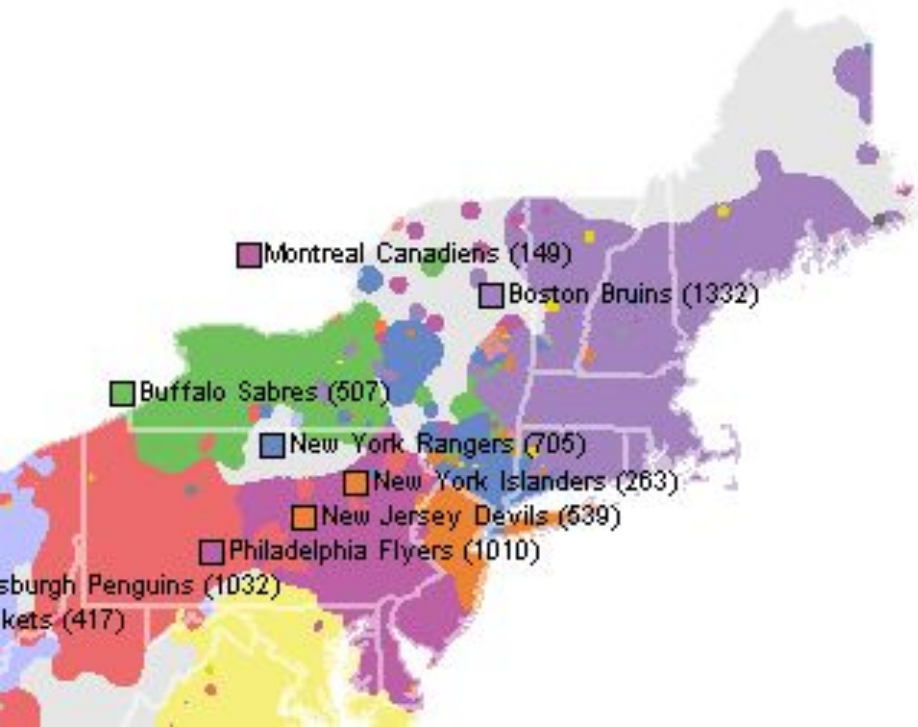 Montreal Canadiens (149)
Boston Bruins (1332)
Buffalo Sabres (507)
New York Rangers (705)
New York Islanders (263)
New Jersey Devils (539)
Philadelphia Flyers (1010)
sburgh Penguins (1032)
kets (417)